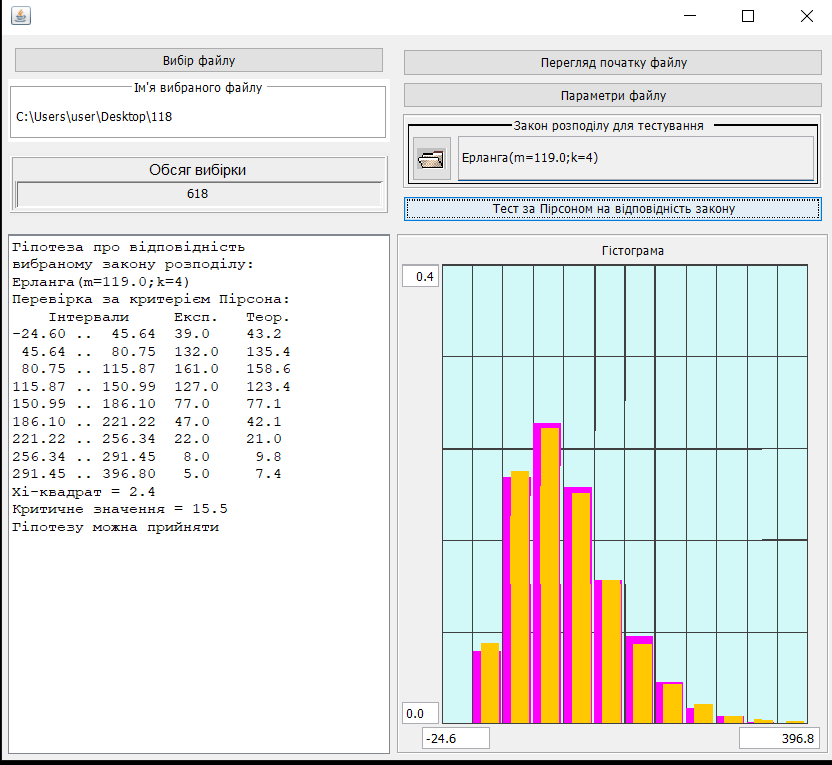 Вибір файлу
Ім'я вибраного файлу
C:\Users\user\Desktop\118
Обсяг вибірки
618
Перегляд початку файлу
Параметри файлу
Закон розподілу для тестування
Ерланга(m=119.0;k=4)
Тест за Пірсоном на відповідність закону
Гіпотеза про відповідність
вибраному закону розподілу:
Ерланга(m=119.0;k=4)
Перевірка за критерієм Пірсона:
Інтервали Експ. Теор.
-24.60 .. 45.64 39.0 43.2
45.64 .. 80.75 132.0 135.4
80.75 .. 115.87 161.0 158.6
115.87 .. 150.99 127.0 123.4
150.99 .. 186.10 77.0 77.1
186.10 .. 221.22 47.0 42.1
221.22 .. 256.34 22.0 21.0
256.34 .. 291.45 8.0 9.8
291.45 .. 396.80 5.0 7.4
Хі-квадрат = 2.4
Критичне значення = 15.5
Гіпотезу можна прийняти
Гістограма
0.4
0.0
-24.6
396.8